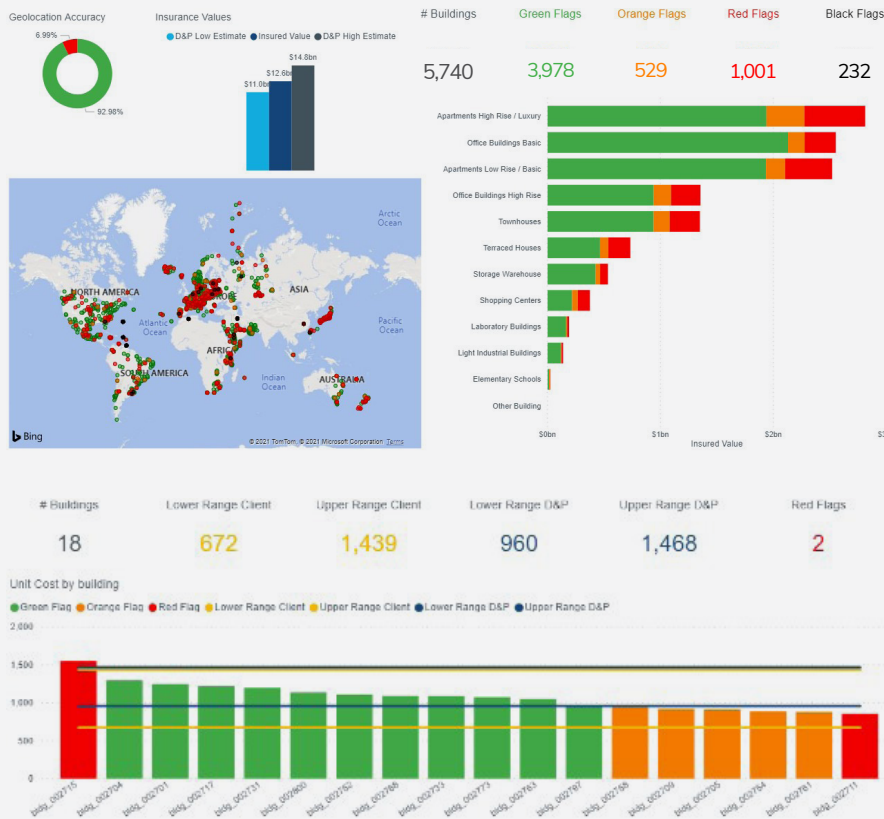 Geolocation Accuracy
6.99%
92.98%
Insurance Values
D&P Low Estimate Insured Value D&P High Estimate
$11.0bn
$12.6bn
$14.8bn
# Buildings Green Flags Orange Flags Red Flags Black Flags
5,740 3,978 529 1,001 232
Apartments High Rise / Luxury
Office Buildings Basic
Apartments Low Rise / Basic
Office Buildings High Rise
Townhouses
Terraced Houses
Storage Warehouse
Shopping Centers
Laboratory Buildings
Light Industrial Buildings
Elementary Schools
Other Building
$0bn $1bn $2bn
Insured Value
Arctic
Ocean
NORTH AMERICA
ASIA
Atlantic
Ocean
Pacific
Ocean
AFRICA
SOUTH AMERICA
Indian
Ocean
AUSTRALIA
Bing
© 2021 TomTom, © 2021 Microsoft Corporation Terms
# Buildings Lower Range Client Upper Range Client Lower Range D&P Upper Range D&P Red Flags
18 672 1,439 960 1,468 2
Unit Cost by building
Green Flag Orange Flag Red Flag Lower Range Client Upper Range Client Lower Range D&P Upper Range D&P
2,000
1,500
1,000
500
0
bldg_002715 bldg_002704 bldg_002701 bldg_002717 bldg_002731

bldg_002773 bldg_002709 bldg_002705 bldg_002711